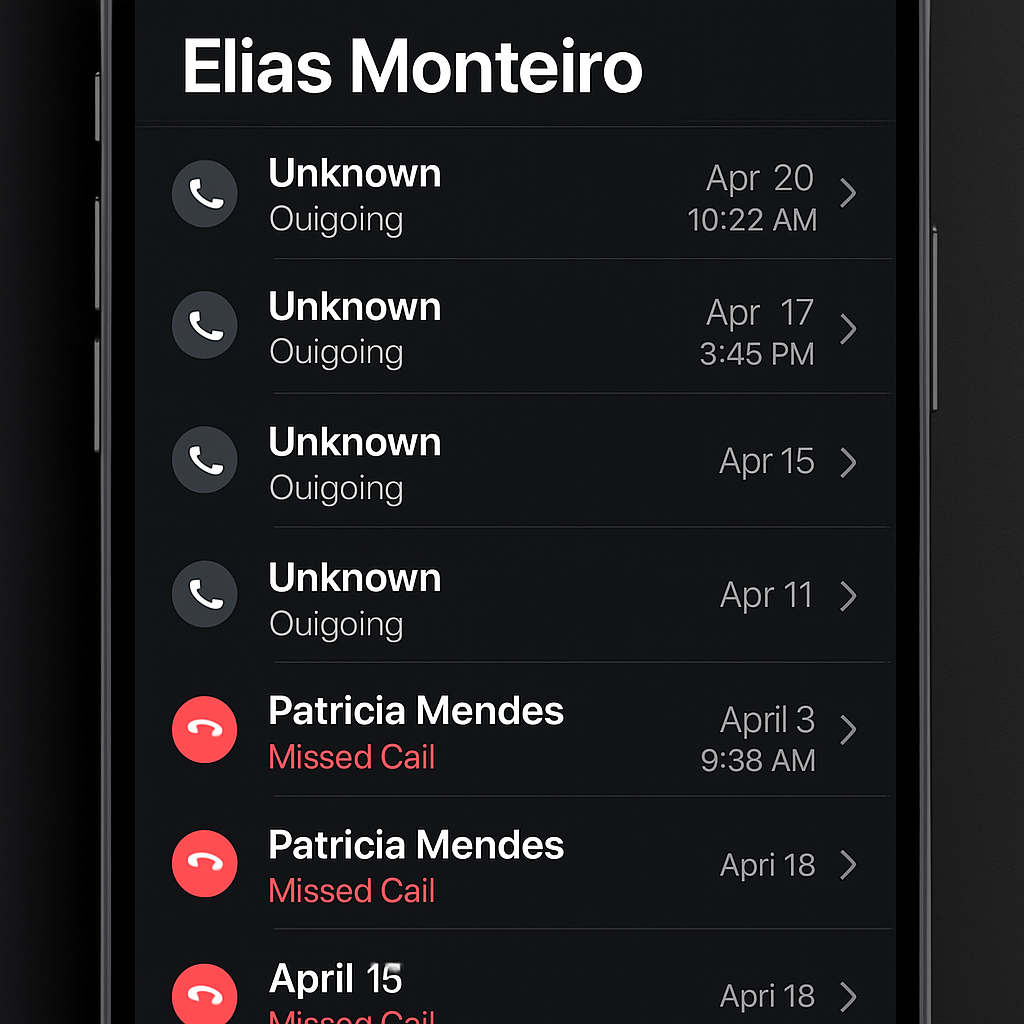 Elias Monteiro
Unknown
Ouigoing
Apr 20
10:22 AM
Unknown
Ouigoing
Apr 17
3:45 PM
Unknown
Ouigoing
Apr 15
Unknown
Ouigoing
Apr 11
Patricia Mendes
Missed Cail
April 3
9:38 AM
Patricia Mendes
Missed Cail
Apri 18
April 15
Missed Cail
Apri 18